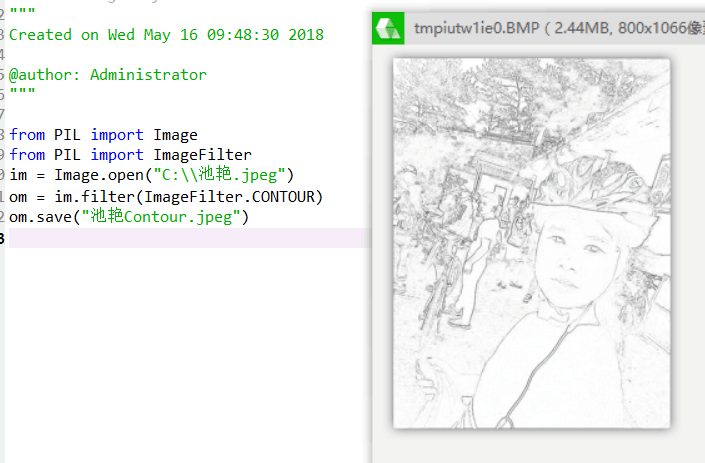 """
Created on Wed May 16 09:48:30 2018
@author: Administrator
"""
from PIL import Image
from PIL import ImageFilter
im = Image.open("C:\\池艳.jpeg")
om = im.filter(ImageFilter.CONTOUR)
om.save("池艳Contour.jpeg")
tmpiutw1ie0.BMP ( 2.44MB, 800x1066像